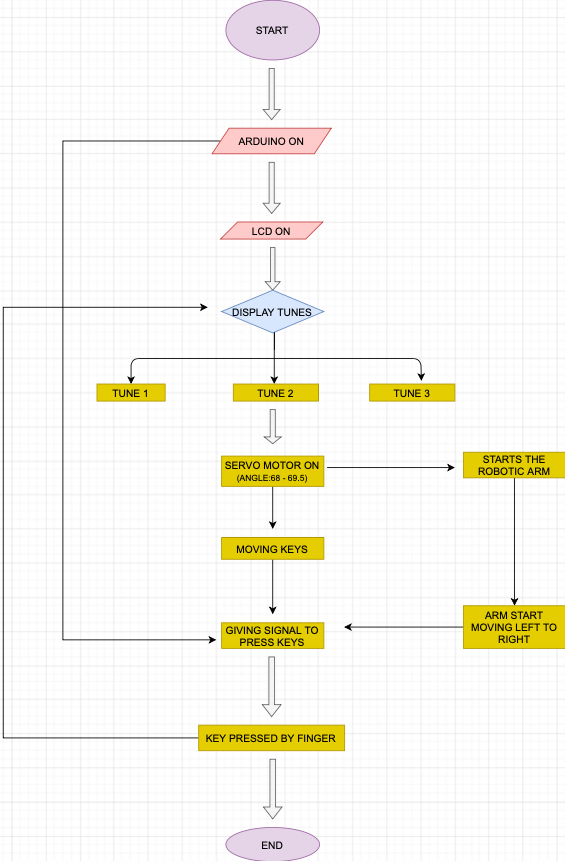 START
ARDUINO ON
LCD ON
DISPLAY TUNES
TUNE 1
TUNE 2
TUNE 3
SERVO MOTOR ON
(ANGLE:68 - 69.5)
STARTS THE
ROBOTIC ARM
MOVING KEYS
GIVING SIGNAL TO
PRESS KEYS
ARM START
MOVING LEFT TO
RIGHT
KEY PRESSED BY FINGER
END